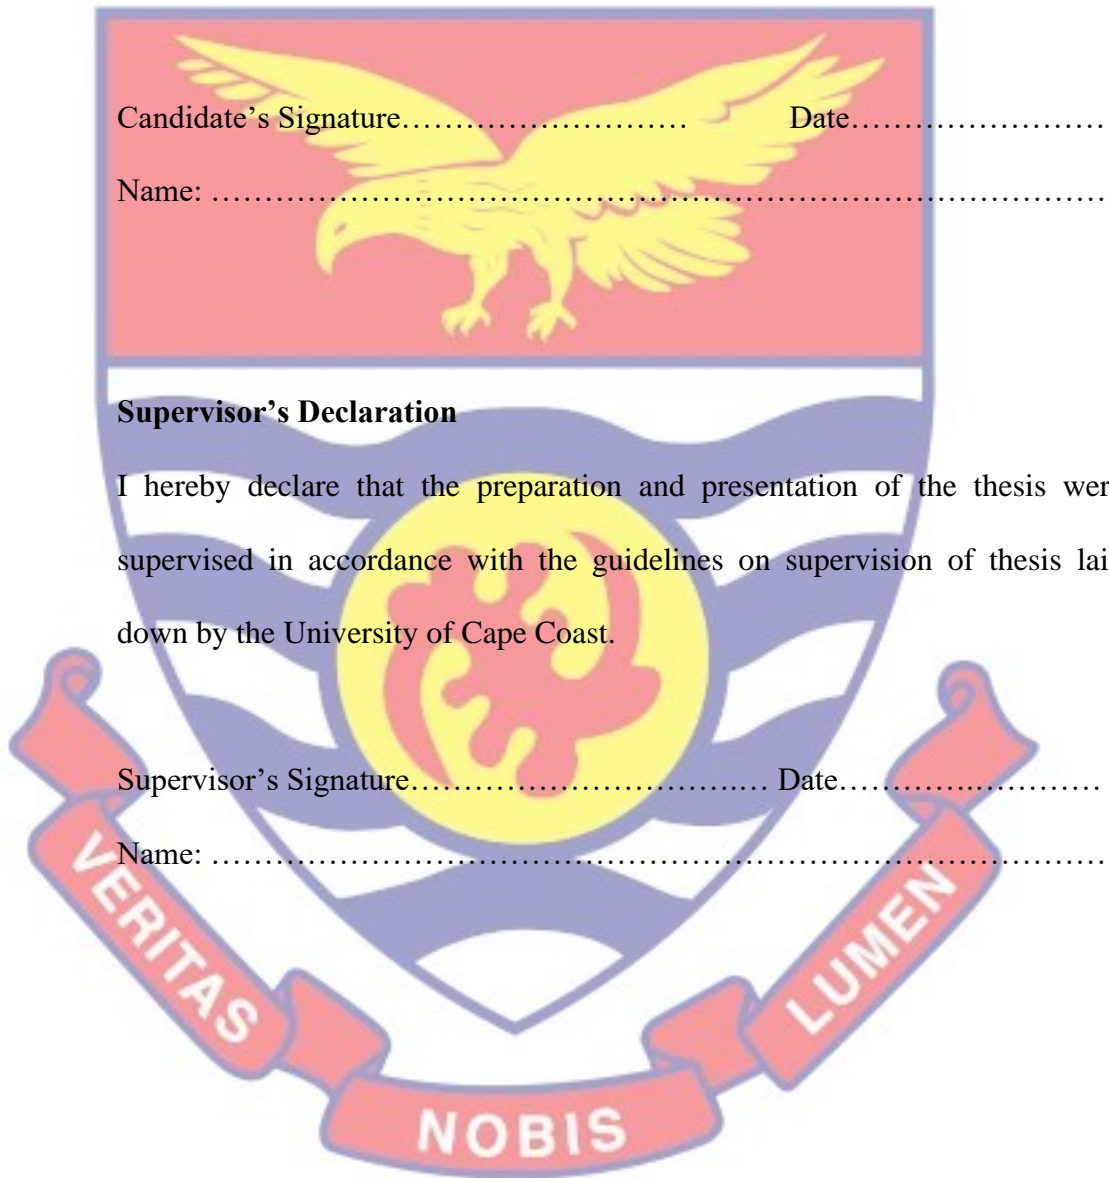 Candidate’s Signature……………………… Date……………………
Name: …………………………………………………………………………
Supervisor’s Declaration
I hereby declare that the preparation and presentation of the thesis wer
supervised in accordance with the guidelines on supervision of thesis lai
down by the University of Cape Coast.
Supervisor’s Signature………………………….… Date……………………
Name: …………………………………………………………………………
VERITAS
NOBIS
LUMEN